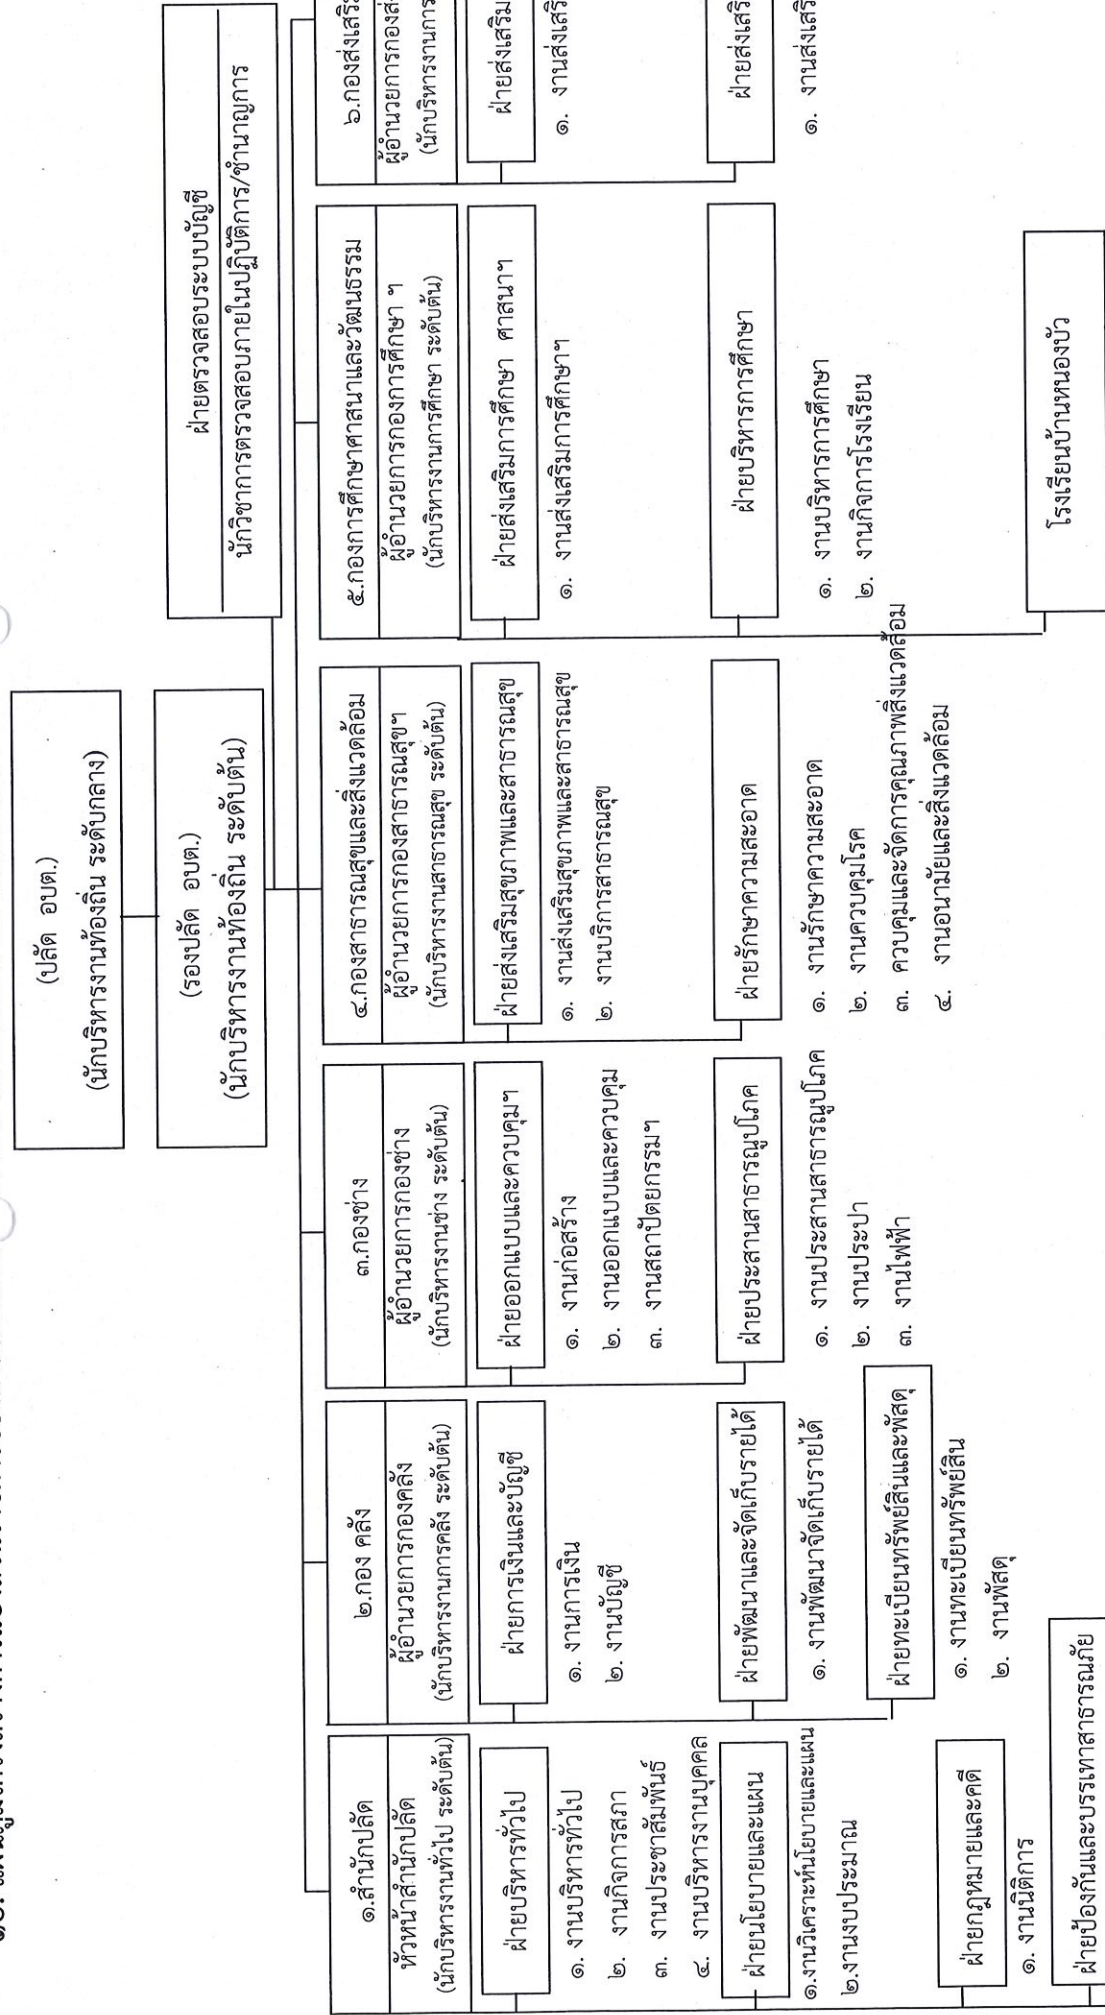 (ปลัด อบต.)
(นักบริหารงานท้องถิ่น ระดับกลาง)
(รองปลัด อบต.)
(นักบริหารงานท้องถิ่น ระดับต้น)
ฝ่ายตรวจสอบระบบบัญชี
นักวิชาการตรวจสอบภายในปฏิบัติการ/ชำนาญการ
๑.สำนักปลัด
หัวหน้าสำนักปลัด
(นักบริหารงานทั่วไป ระดับต้น)
ฝ่ายบริหารทั่วไป
๑. งานบริหารทั่วไป
๒. งานกิจการสภา
๓. งานประชาสัมพันธ์
๔. งานบริหารงานบุคคล
ฝ่ายนโยบายและแผน
๑.งานวิเคราะห์นโยบายและแผน
๒.งานงบประมาณ
ฝ่ายกฎหมายและคดี
๑. งานนิติการ
ฝ่ายป้องกันและบรรเทาสาธารณภัย
๒.กอง คลัง
ผู้อำนวยการกองคลัง
(นักบริหารงานการคลัง ระดับต้น)
ฝ่ายการเงินและบัญชี
๑. งานการเงิน
๒. งานบัญชี
ฝ่ายพัฒนาและจัดเก็บรายได้
๑. งานพัฒนาจัดเก็บรายได้
ฝ่ายทะเบียนทรัพย์สินและพัสดุ
๑. งานทะเบียนทรัพย์สิน
๒. งานพัสดุ
๓.กองช่าง
ผู้อำนวยการกองช่าง
(นักบริหารงานช่าง ระดับต้น)
ฝ่ายออกแบบและควบคุมฯ
๑. งานก่อสร้าง
๒. งานออกแบบและควบคุม
๓. งานสถาปัตยกรรมฯ
ฝ่ายประสานสาธารณูปโภค
๑. งานประสานสาธารณูปโภค
๒. งานประปา
๓. งานไฟฟ้า
๔.กองสาธารณสุขและสิ่งแวดล้อม
ผู้อำนวยการกองสาธารณสุขฯ
(นักบริหารงานสาธารณสุข ระดับต้น)
ฝ่ายส่งเสริมสุขภาพและสาธารณสุข
๑. งานส่งเสริมสุขภาพและสาธารณสุข
๒. งานบริการสาธารณสุข
ฝ่ายรักษาความสะอาด
๑. งานรักษาความสะอาด
๒. งานควบคุมโรค
๓. ควบคุมและจัดการคุณภาพสิ่งแวดล้อม
๔. งานอนามัยและสิ่งแวดล้อม
๕.กองการศึกษาศาสนาและวัฒนธรรม
ผู้อำนวยการกองการศึกษา ฯ
(นักบริหารงานการศึกษา ระดับต้น)
ฝ่ายส่งเสริมการศึกษา ศาสนาฯ
๑. งานส่งเสริมการศึกษาฯ
ฝ่ายบริหารการศึกษา
๑. งานบริหารการศึกษา
๒. งานกิจการโรงเรียน
โรงเรียนบ้านหนองบัว
๖.กองส่งเสริม
ผู้อำนวยการกองส่
(นักบริหารงานการ
ฝ่ายส่งเสริม
๑. งานส่งเสริ
ฝ่ายส่งเสริ
๑. งานส่งเสริ